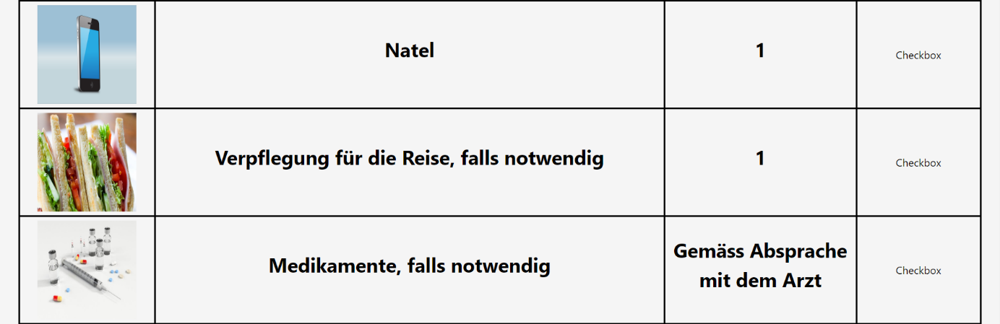 Natel
1
Checkbox
Verpflegung für die Reise, falls notwendig
1
Checkbox
Medikamente, falls notwendig
Gemäss Absprache
mit dem Arzt
Checkbox